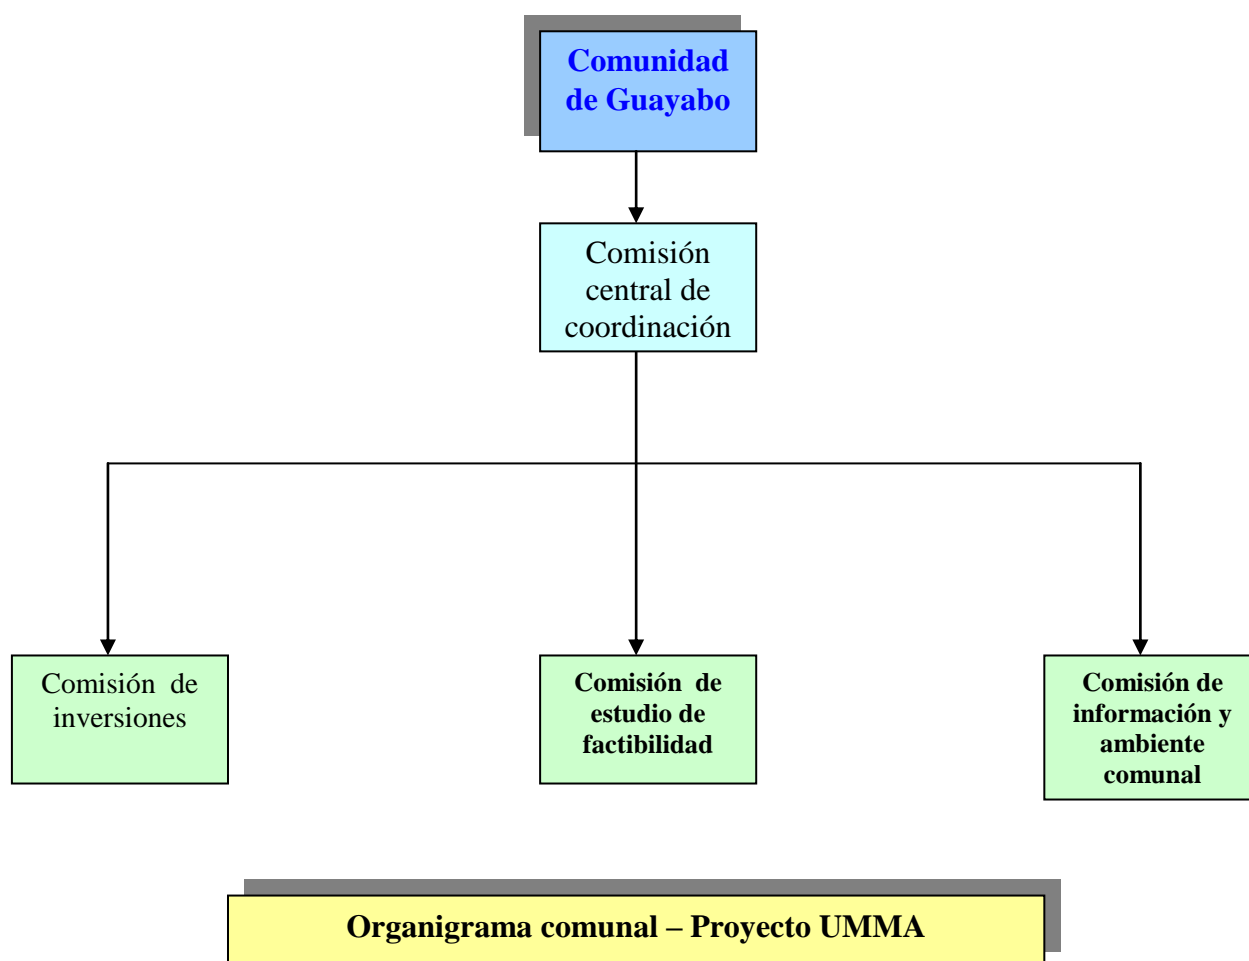 Comunidad
de Guayabo
Comisión
central de
coordinación
Comisión  de
inversiones
Comisión  de
estudio de
factibilidad
Comisión de
información y
ambiente
comunal
Organigrama comunal – Proyecto UMMA